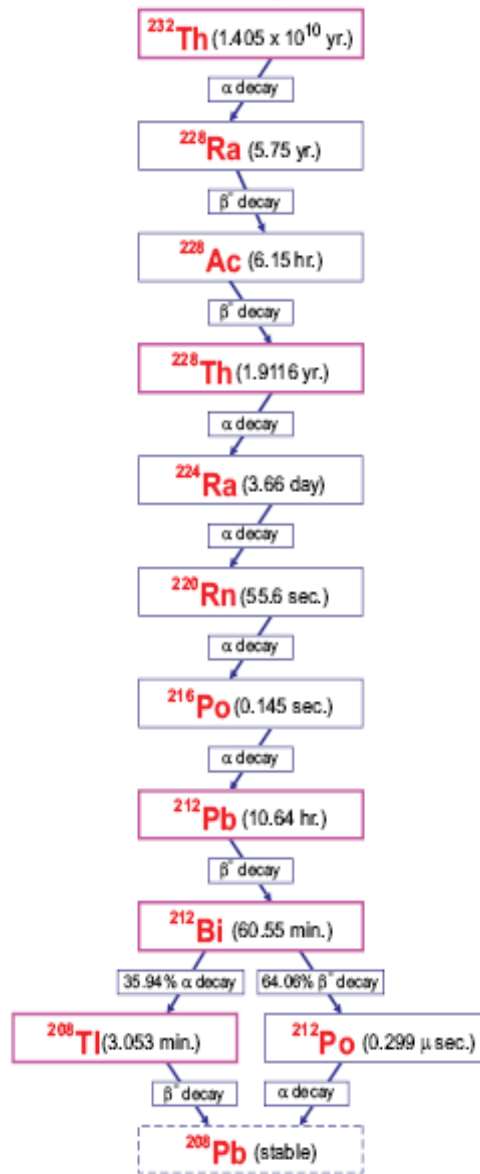 ²³²Th (1.405 x 10¹⁰ yr.)
α decay
²²⁸Ra (5.75 yr.)
β⁻ decay
²²⁸Ac (6.15 hr.)
β⁻ decay
²²⁸Th (1.9116 yr.)
α decay
²²⁴Ra (3.66 day)
α decay
²²⁰Rn (55.6 sec.)
α decay
²¹⁶Po (0.145 sec.)
α decay
²¹²Pb (10.64 hr.)
β⁻ decay
²¹²Bi (60.55 min.)
35.94% α decay 64.06% β⁻ decay
²⁰⁸Tl (3.053 min.) ²¹²Po (0.299 μ sec.)
β⁻ decay α decay
²⁰⁸Pb (stable)